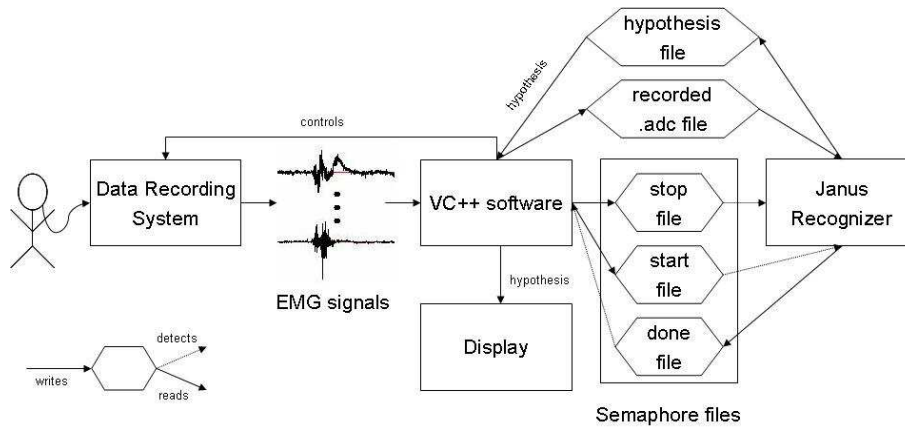 hypothesis
file
hypothesis
recorded
.adc file
controls
Data Recording
System
VC++ software
stop
file
Janus
Recognizer
start
file
EMG signals
hypothesis
done
file
Display
detects
writes
reads
Semaphore files